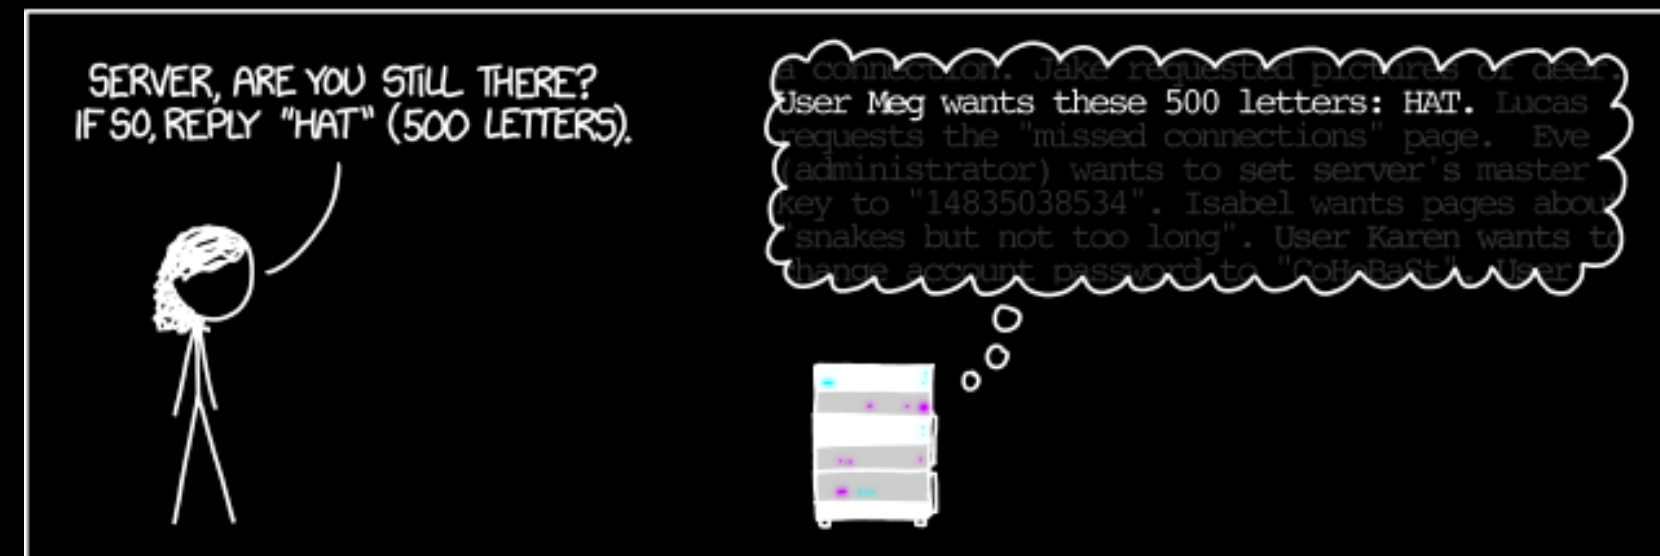 SERVER, ARE YOU STILL THERE?
IF SO, REPLY "HAT" (500 LETTERS).
a connection. Jake requested pictures of deer.
User Meg wants these 500 letters: HAT. Lucas
requests the "missed connections" page. Eve
(administrator) wants to set server's master
key to "14835038534". Isabel wants pages about
"snakes but not too long". User Karen wants to
change account password to "CoHoBaSt". User